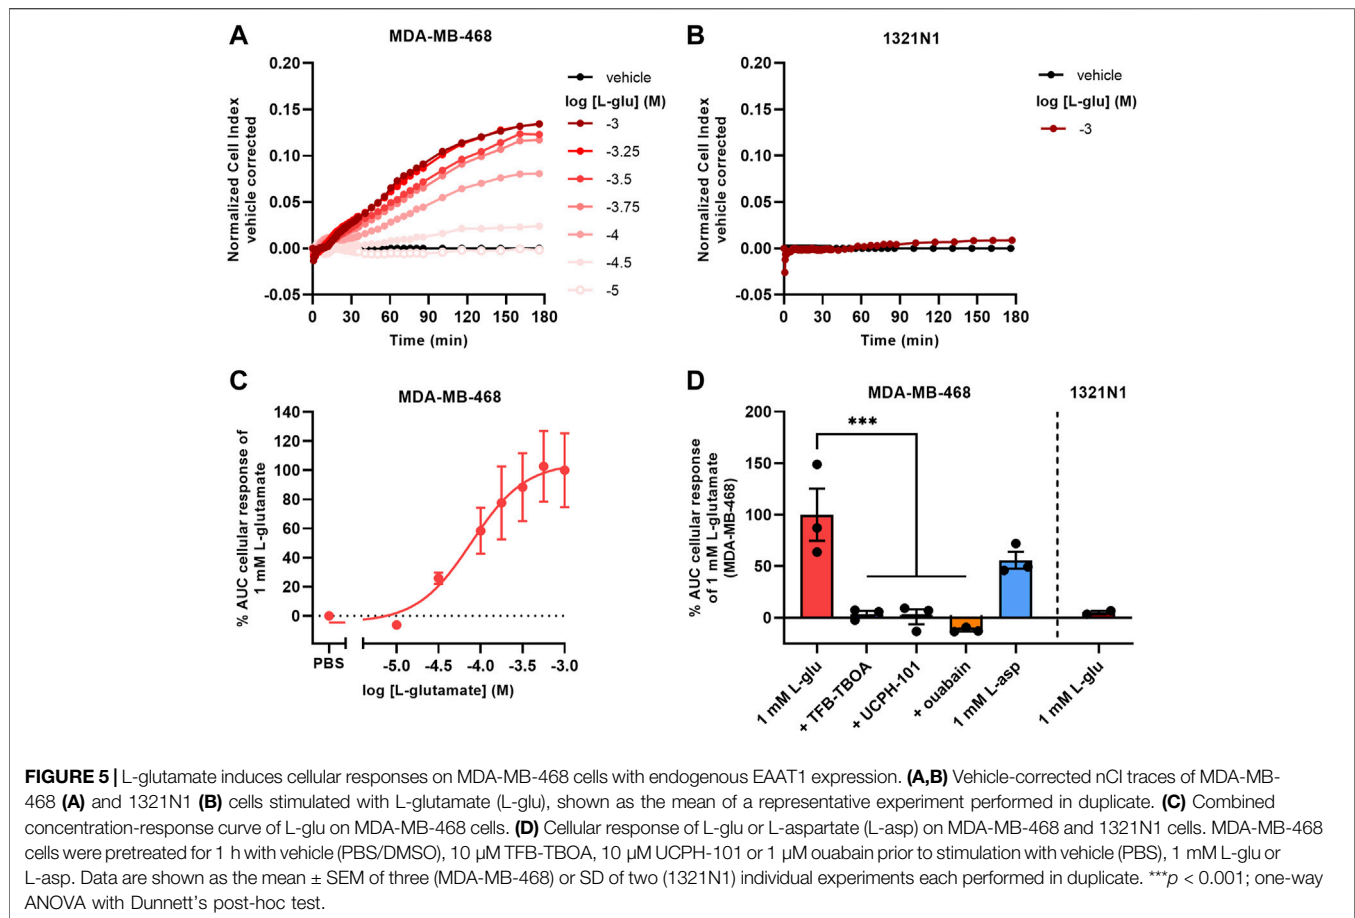 A
MDA-MB-468
Normalized Cell Index
vehicle corrected
0.20
0.15
0.10
0.05
0.00
-0.05
0 30 60 90 120 150 180
Time (min)
vehicle
log [L-glu] (M)
-3
-3.25
-3.5
-3.75
-4
-4.5
-5
B
1321N1
Normalized Cell Index
vehicle corrected
0.20
0.15
0.10
0.05
0.00
-0.05
0 30 60 90 120 150 180
Time (min)
vehicle
log [L-glu] (M)
-3
C
MDA-MB-468
% AUC cellular response of
1 mM L-glutamate
140
120
100
80
60
40
20
0
PBS -5.0 -4.5 -4.0 -3.5 -3.0
log [L-glutamate] (M)
D
MDA-MB-468 1321N1
% AUC cellular response
of 1 mM L-glutamate
(MDA-MB-468)
200
150
100
50
0
***
1 mM L-glu
+ TFB-TBOA
+ UCPH-101
+ ouabain
1 mM L-asp
1 mM L-glu
FIGURE 5 | L-glutamate induces cellular responses on MDA-MB-468 cells with endogenous EAAT1 expression. (A,B) Vehicle-corrected nCI traces of MDA-MB-
468 (A) and 1321N1 (B) cells stimulated with L-glutamate (L-glu), shown as the mean of a representative experiment performed in duplicate. (C) Combined
concentration-response curve of L-glu on MDA-MB-468 cells. (D) Cellular response of L-glu or L-aspartate (L-asp) on MDA-MB-468 and 1321N1 cells. MDA-MB-468
cells were pretreated for 1 h with vehicle (PBS/DMSO), 10 µM TFB-TBOA, 10 µM UCPH-101 or 1 µM ouabain prior to stimulation with vehicle (PBS), 1 mM L-glu or
L-asp. Data are shown as the mean ± SEM of three (MDA-MB-468) or SD of two (1321N1) individual experiments each performed in duplicate. ***p < 0.001; one-way
ANOVA with Dunnett's post-hoc test.